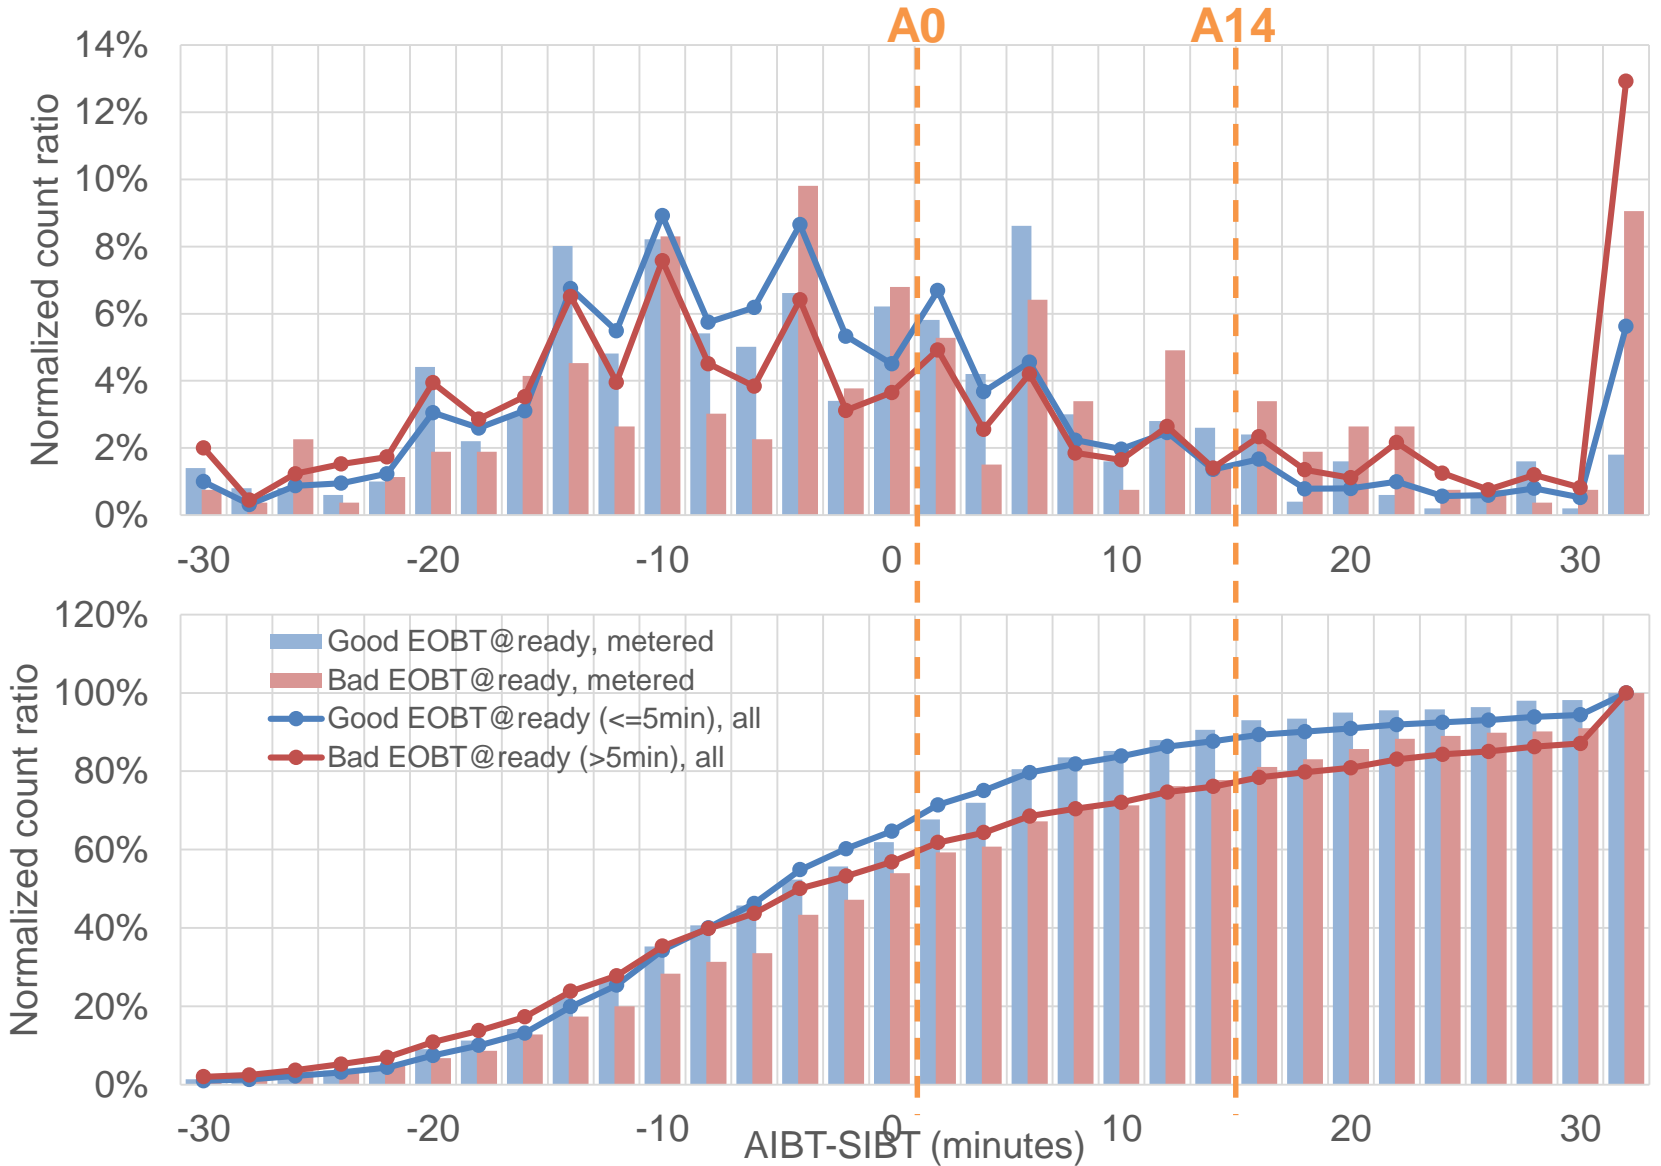 A0 A14
14%
12%
10%
8%
6%
4%
2%
0%
Normalized count ratio
-30 -20 -10 0 10 20 30
120%
100%
80%
60%
40%
20%
0%
Normalized count ratio
Good EOBT@ready, metered
Bad EOBT@ready, metered
Good EOBT@ready (<=5min), all
Bad EOBT@ready (>5min), all
-30 -20 -10 0 10 20 30
AIBT-SIBT (minutes)